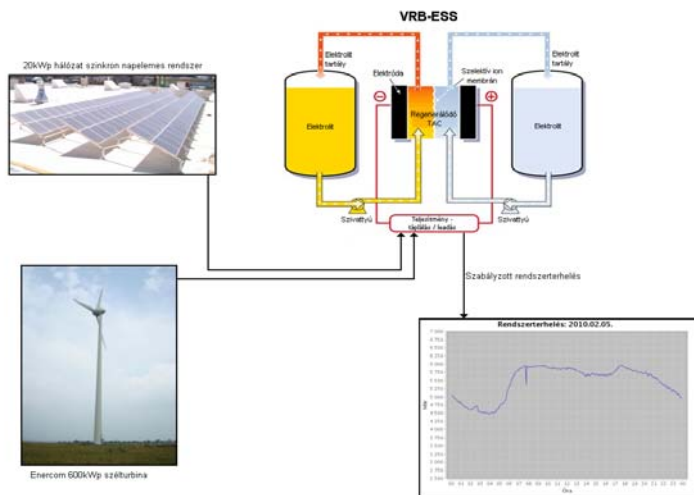 VRB-ESS
20kWp hálózat szinkron napelemes rendszer
Elektrolit
tartály
Elektróda
Szelektív ion
membrán
Elektrolit
tartály
Elektrolit
Regenerálódó
TAC
Elektrolit
Szivattyú
Szivattyú
Teljesítmény -
táplálás / leadás
Szabályzott rendszerterhelés
Rendszerterhelés: 2010.02.05.
Óra
Enercom 600kWp szélturbina